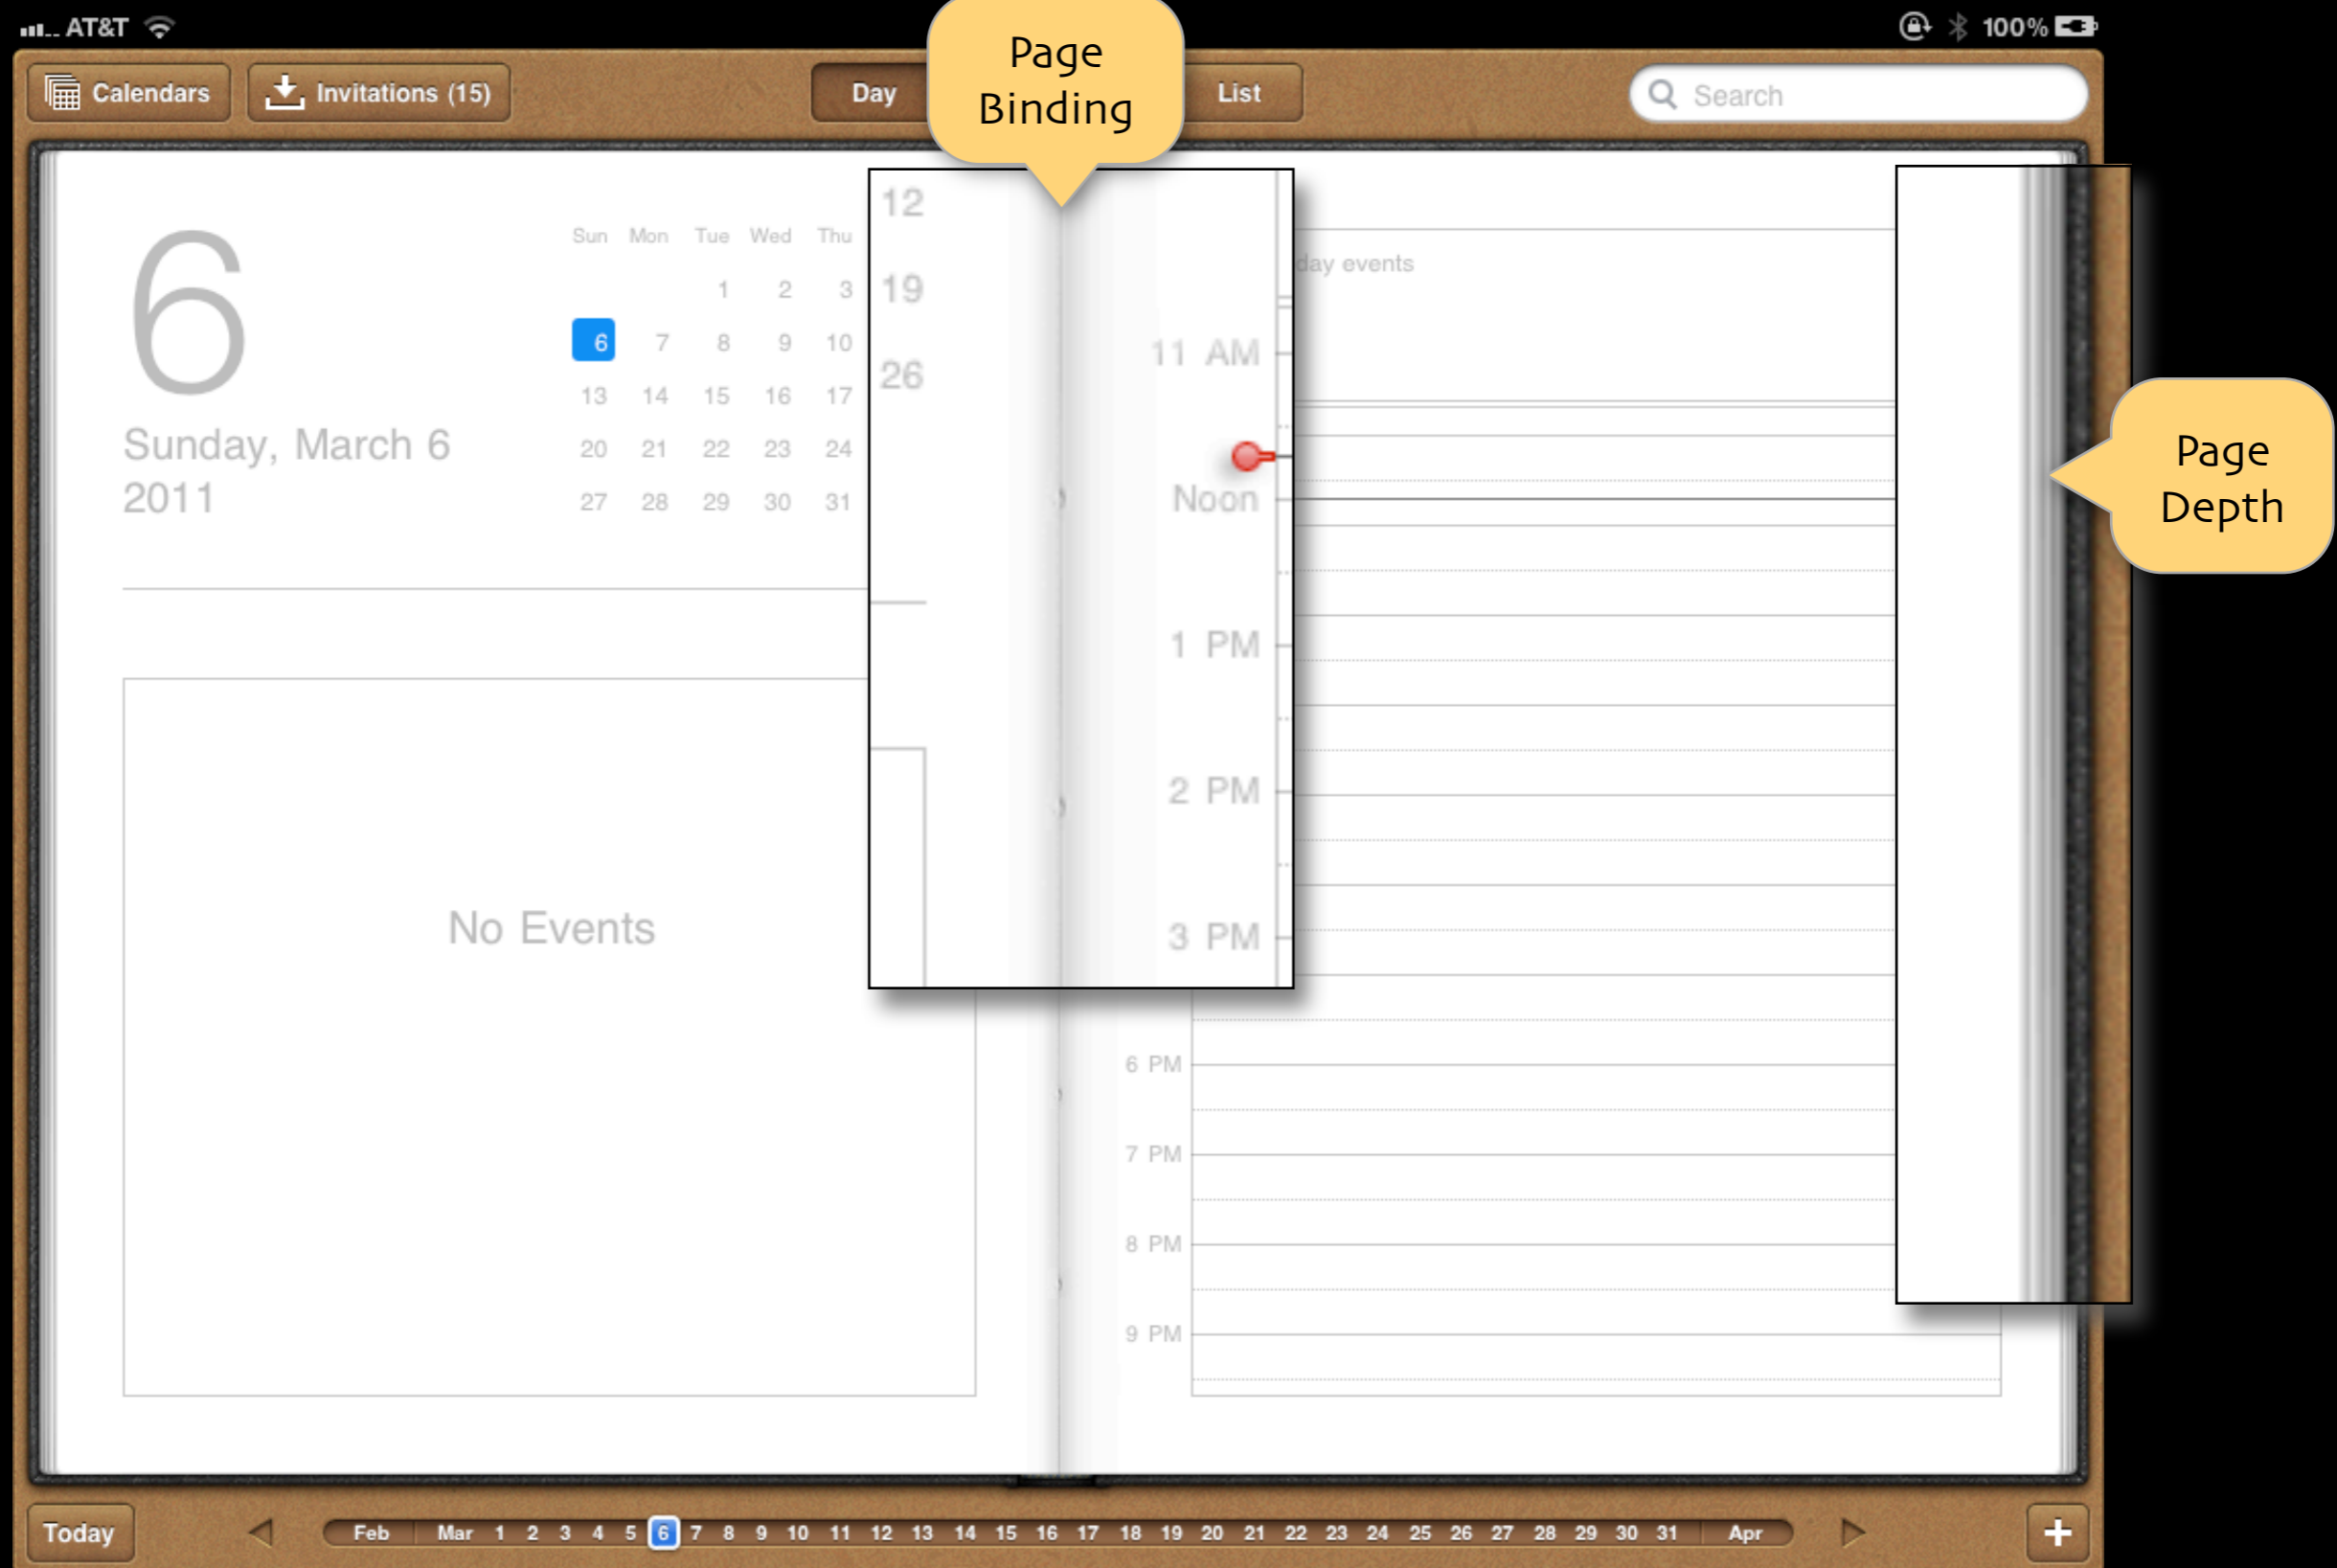 AT&T
100%
Calendars
Invitations (15)
Day
Page
Binding
List
Search
6
Sunday, March 6
2011
Sun Mon Tue Wed Thu
1 2 3
6 7 8 9 10
13 14 15 16 17
20 21 22 23 24
27 28 29 30 31
No Events
12
19
26
11 AM
Noon
1 PM
2 PM
3 PM
day events
Page
Depth
6 PM
7 PM
8 PM
9 PM
Today
Feb Mar 1 2 3 4 5 6 7 8 9 10 11 12 13 14 15 16 17 18 19 20 21 22 23 24 25 26 27 28 29 30 31 Apr
+